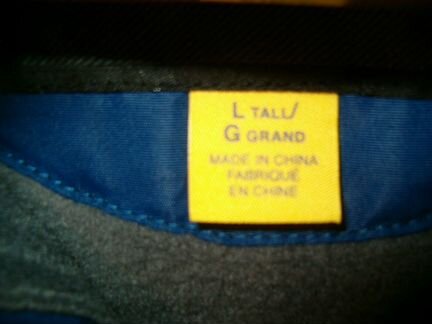 L TALL/
G GRAND
MADE IN CHINA
FABRIQUÉ
EN CHINE